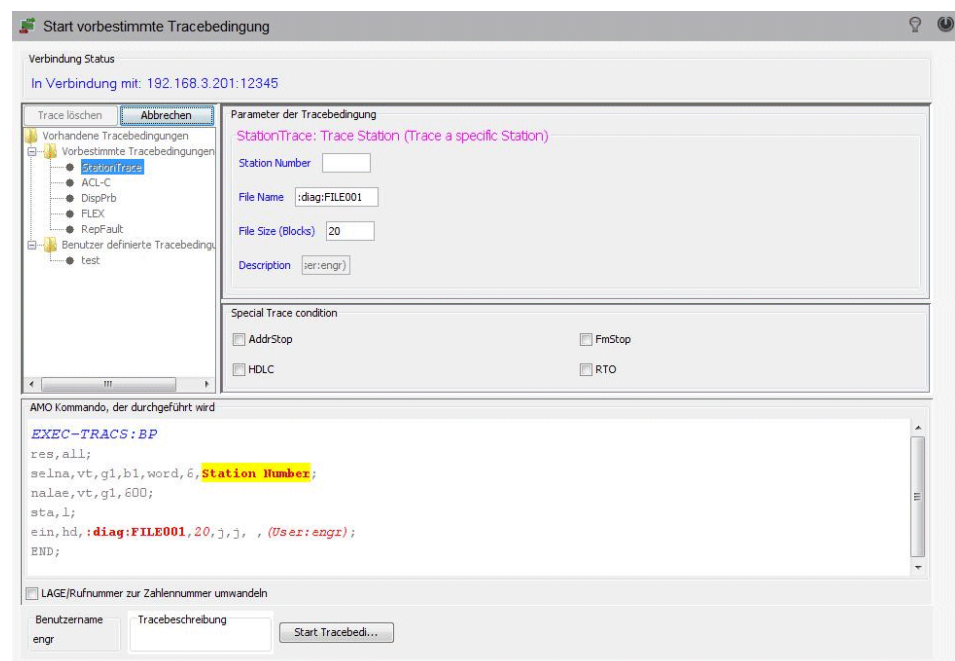 Start vorbestimmte Tracebedingung
Verbindung Status
In Verbindung mit: 192.168.3.201:12345
Trace löschen Abbrechen
Vorhandene Tracebedingungen
Vorbestimmte Tracebedingungen
StationTrace
ACL-C
DispPrb
FLEX
RepFault
Benutzer definierte Tracebedingu
test
Parameter der Tracebedingung
StationTrace: Trace Station (Trace a specific Station)
Station Number
File Name :diag:FILE001
File Size (Blocks) 20
Description ser:engr)
Special Trace condition
AddrStop FmStop
HDLC RTO
AMO Kommando, der durchgeführt wird
EXEC-TRACS:BP
res,all;
selna,vt,g1,b1,word,6,Station Number;
nalae,vt,g1,600;
sta,l;
ein,hd,:diag:FILE001,20,j,j, ,(User:engr);
END;
LAGE/Rufnummer zur Zahlennummer umwandeln
Benutzername Tracebeschreibung
engr Start Tracebedi...